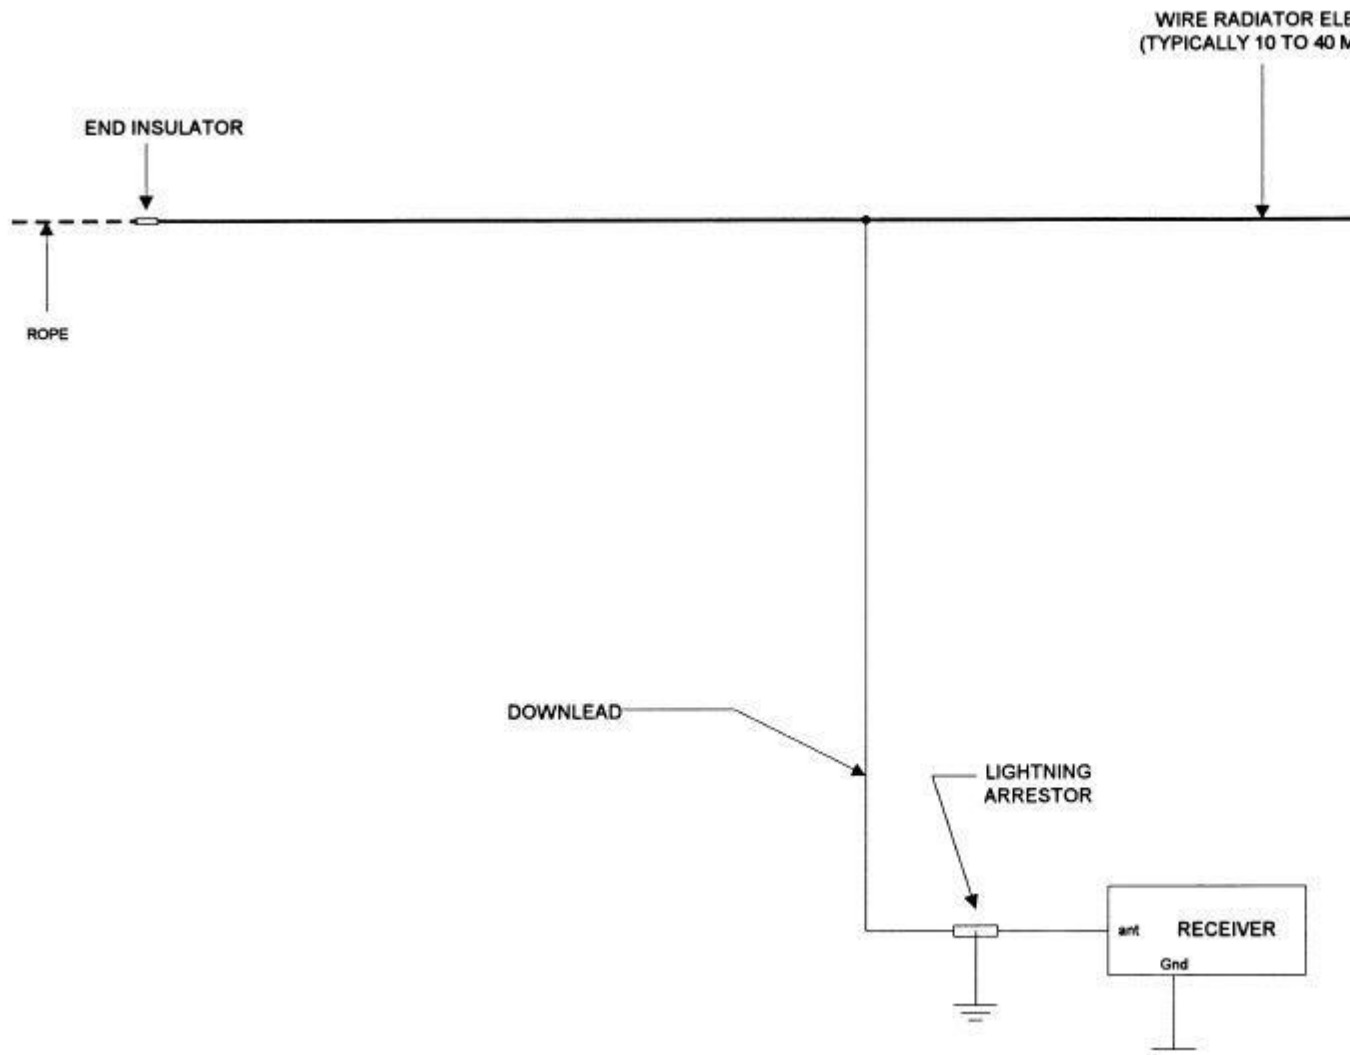 WIRE RADIATOR ELE
(TYPICALLY 10 TO 40 M
END INSULATOR
ROPE
DOWNLEAD
LIGHTNING
ARRESTOR
ant
RECEIVER
Gnd